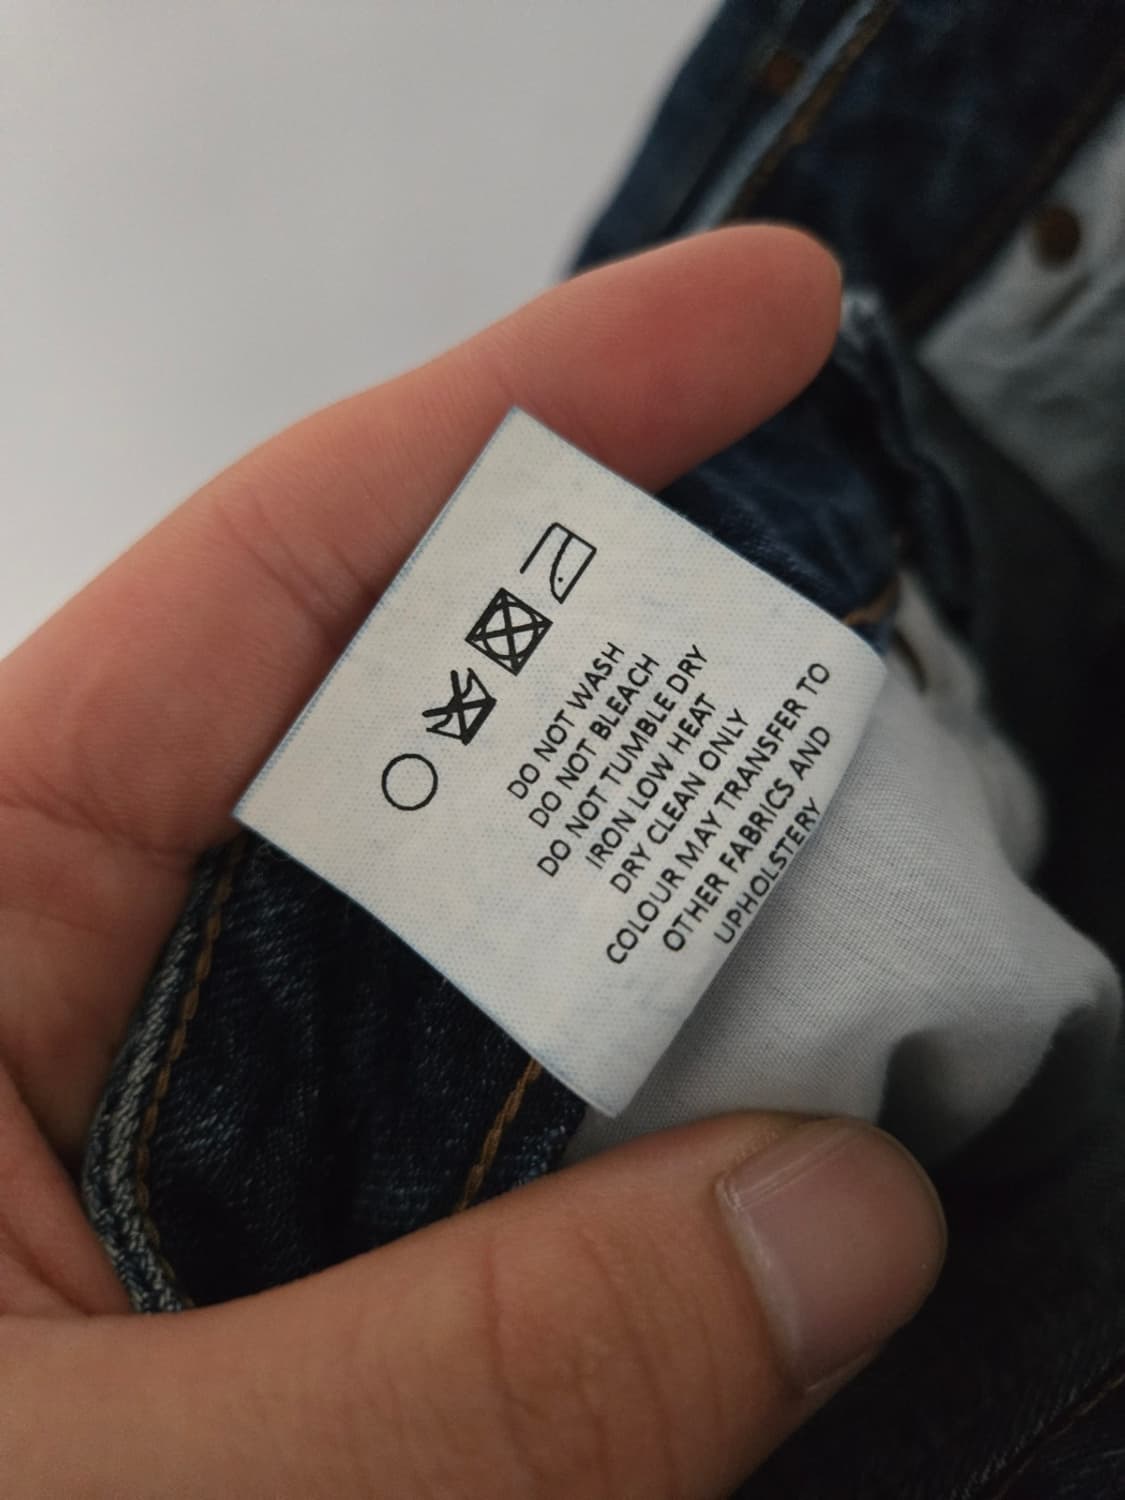 DO NOT WASH
DO NOT BLEACH
DO NOT TUMBLE DRY
IRON LOW HEAT
DRY CLEAN ONLY
COLOUR MAY TRANSFER TO
OTHER FABRICS AND
UPHOLSTERY